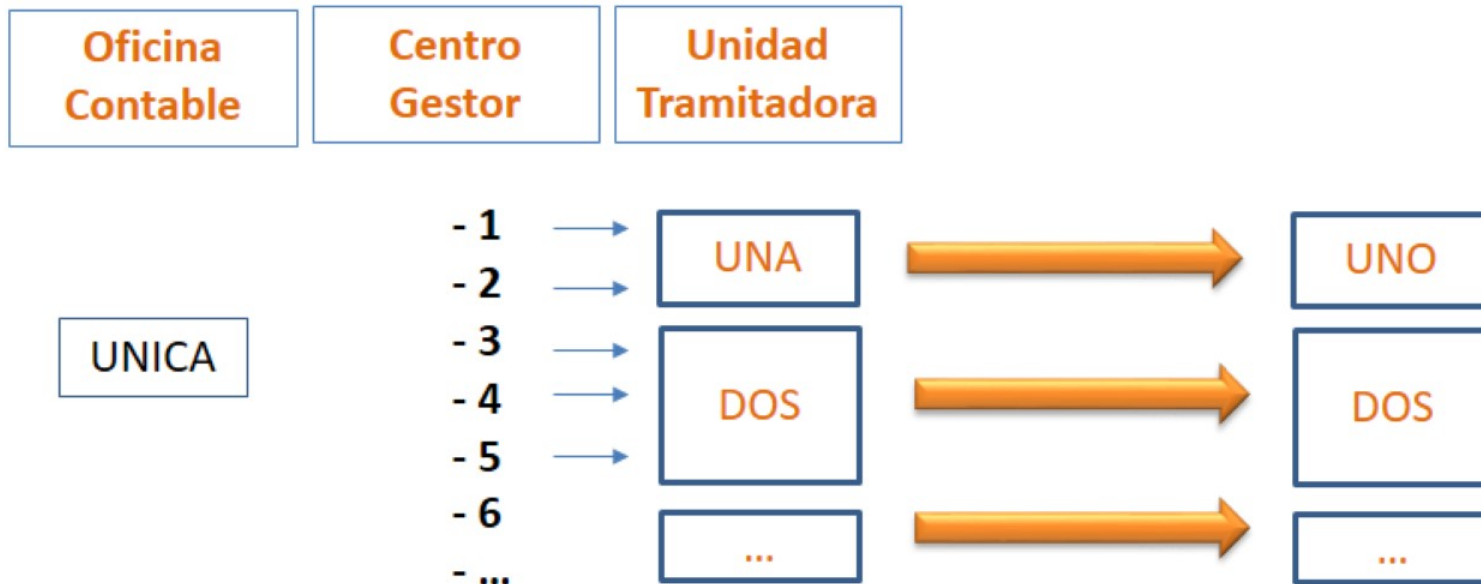 Oficina
Contable
Centro
Gestor
Unidad
Tramitadora
UNICA
- 1
- 2
- 3
- 4
- 5
- 6
- ...
UNA
DOS
...
UNO
DOS
...